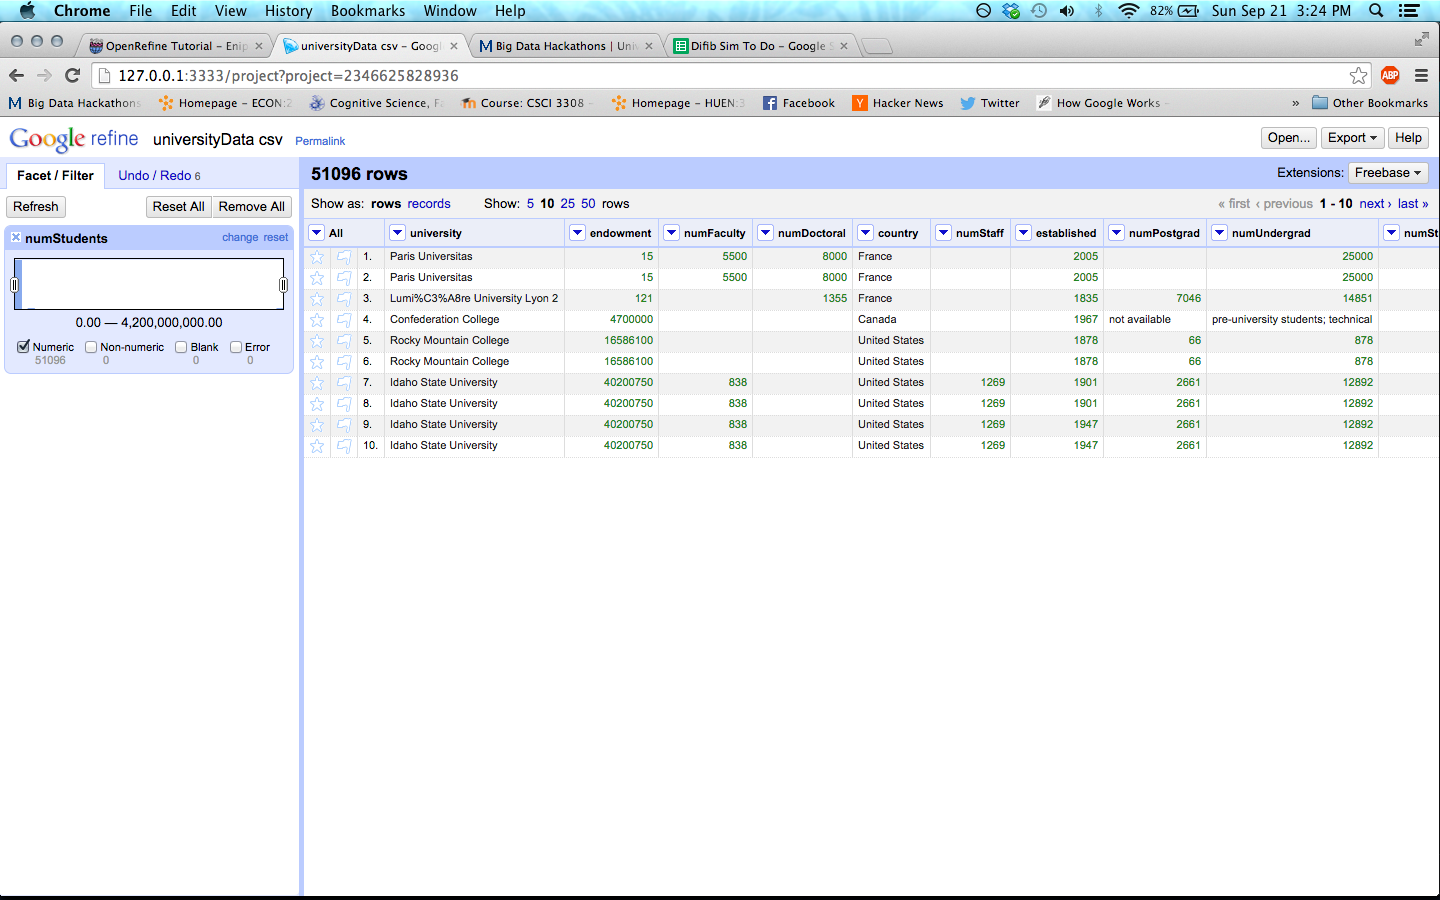 Chrome File Edit View History Bookmarks Window Help 82% Sun Sep 21 3:24 PM
OpenRefine Tutorial – Enip universityData csv – Goog Big Data Hackathons | Uni Difib Sim To Do – Google S
127.0.0.1:3333/project?project=2346625828936 ABP
Big Data Hackathons Homepage – ECON:2 Cognitive Science, Fa Course: CSCI 3308 – Homepage – HUEN:3 Facebook Hacker News Twitter How Google Works – » Other Bookmarks
Google refine universityData csv Permalink Open... Export Help
Facet / Filter Undo / Redo 6 51096 rows Extensions: Freebase
Refresh Reset All Remove All Show as: rows records Show: 5 10 25 50 rows « first ‹ previous 1 - 10 next › last »
numStudents change reset
0.00 — 4,200,000,000.00
Numeric Non-numeric Blank Error
51096 0 0 0
All university endowment numFaculty numDoctoral country numStaff established numPostgrad numUndergrad numSt
1. Paris Universitas 15 5500 8000 France 2005 25000
2. Paris Universitas 15 5500 8000 France 2005 25000
3. Lumi%C3%A8re University Lyon 2 121 1355 France 1835 7046 14851
4. Confederation College 4700000 Canada 1967 not available pre-university students; technical
5. Rocky Mountain College 16586100 United States 1878 66 878
6. Rocky Mountain College 16586100 United States 1878 66 878
7. Idaho State University 40200750 838 United States 1269 1901 2661 12892
8. Idaho State University 40200750 838 United States 1269 1901 2661 12892
9. Idaho State University 40200750 838 United States 1269 1947 2661 12892
10. Idaho State University 40200750 838 United States 1269 1947 2661 12892